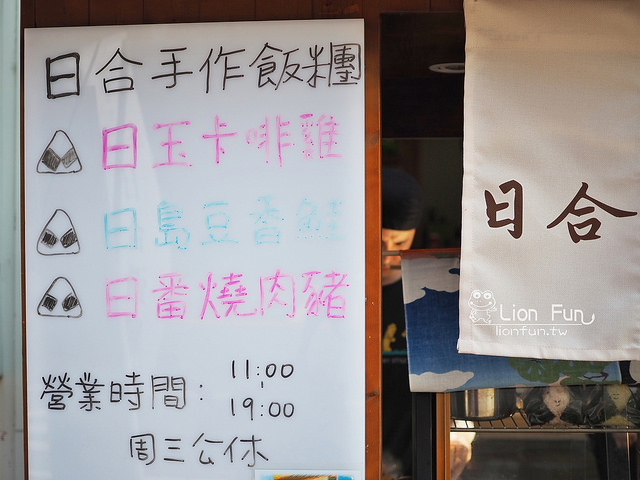 日合手作飯糰
日玉卡啡雞
日島豆香鮭
日番燒肉豬
營業時間：11:00
19:00
周三公休
日合
Lion Fun
lionfun.tw